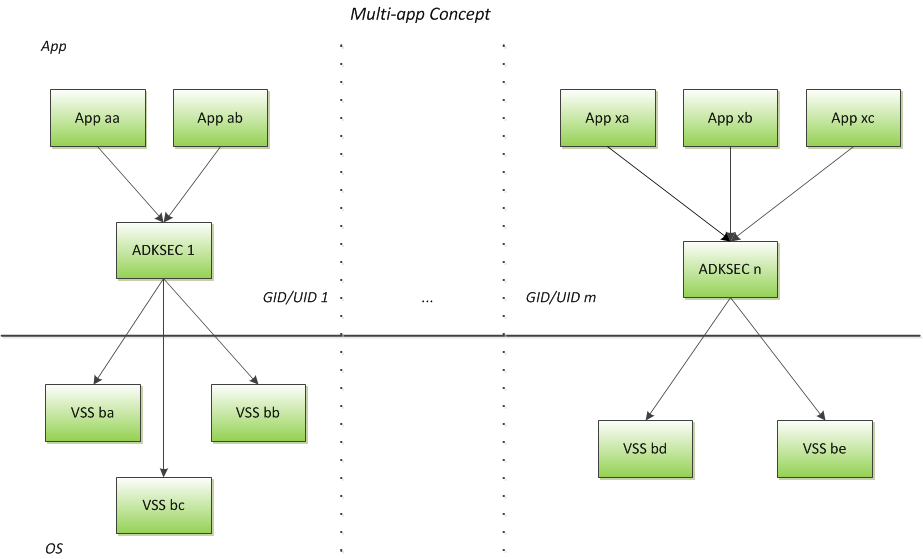 Multi-app Concept
App
App aa
App ab
App xa
App xb
App xc
ADKSEC 1
ADKSEC n
GID/UID 1
...
GID/UID m
VSS ba
VSS bb
VSS bd
VSS be
VSS bc
OS